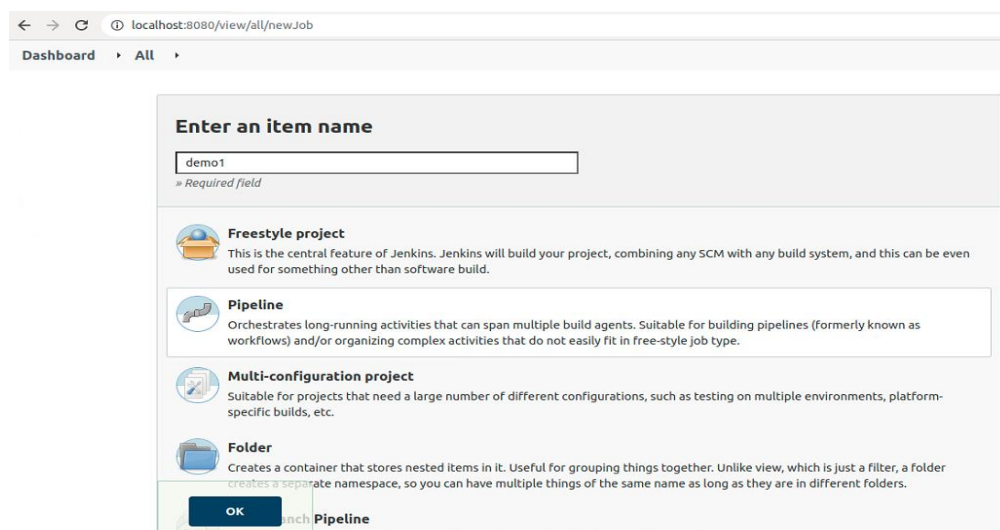 localhost:8080/view/all/newJob
Dashboard All
Enter an item name
demo1
» Required field
Freestyle project
This is the central feature of Jenkins. Jenkins will build your project, combining any SCM with any build system, and this can be even
used for something other than software build.
Pipeline
Orchestrates long-running activities that can span multiple build agents. Suitable for building pipelines (formerly known as
workflows) and/or organizing complex activities that do not easily fit in free-style job type.
Multi-configuration project
Suitable for projects that need a large number of different configurations, such as testing on multiple environments, platform-
specific builds, etc.
Folder
Creates a container that stores nested items in it. Useful for grouping things together. Unlike view, which is just a filter, a folder
creates a separate namespace, so you can have multiple things of the same name as long as they are in different folders.
OK
Pipeline